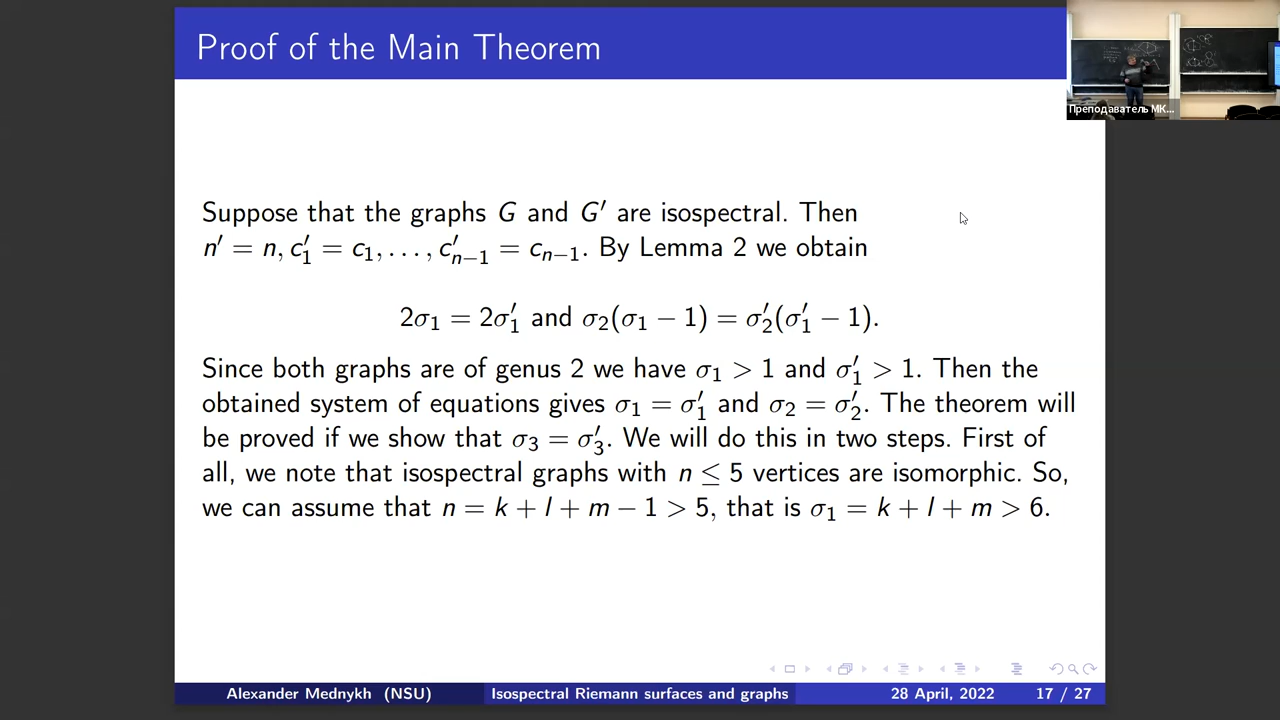 Proof of the Main Theorem
Преподаватель МК...
Suppose that the graphs G and G′ are isospectral. Then
n′ = n, c′₁ = c₁, . . . , c′ₙ₋₁ = cₙ₋₁. By Lemma 2 we obtain
2σ₁ = 2σ′₁ and σ₂(σ₁ − 1) = σ′₂(σ′₁ − 1).
Since both graphs are of genus 2 we have σ₁ > 1 and σ′₁ > 1. Then the
obtained system of equations gives σ₁ = σ′₁ and σ₂ = σ′₂. The theorem will
be proved if we show that σ₃ = σ′₃. We will do this in two steps. First of
all, we note that isospectral graphs with n ≤ 5 vertices are isomorphic. So,
we can assume that n = k + l + m − 1 > 5, that is σ₁ = k + l + m > 6.
Alexander Mednykh (NSU) Isospectral Riemann surfaces and graphs 28 April, 2022 17 / 27